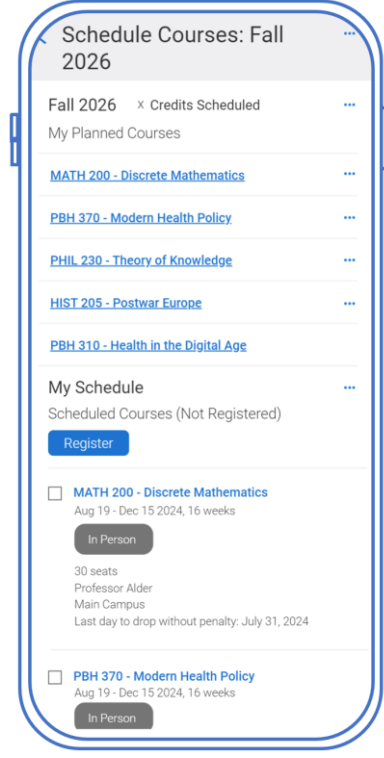 Schedule Courses: Fall
2026
Fall 2026 x Credits Scheduled
My Planned Courses
MATH 200 - Discrete Mathematics
PBH 370 - Modern Health Policy
PHIL 230 - Theory of Knowledge
HIST 205 - Postwar Europe
PBH 310 - Health in the Digital Age
My Schedule
Scheduled Courses (Not Registered)
Register
MATH 200 - Discrete Mathematics
Aug 19 - Dec 15 2024, 16 weeks
In Person
30 seats
Professor Alder
Main Campus
Last day to drop without penalty: July 31, 2024
PBH 370 - Modern Health Policy
Aug 19 - Dec 15 2024, 16 weeks
In Person